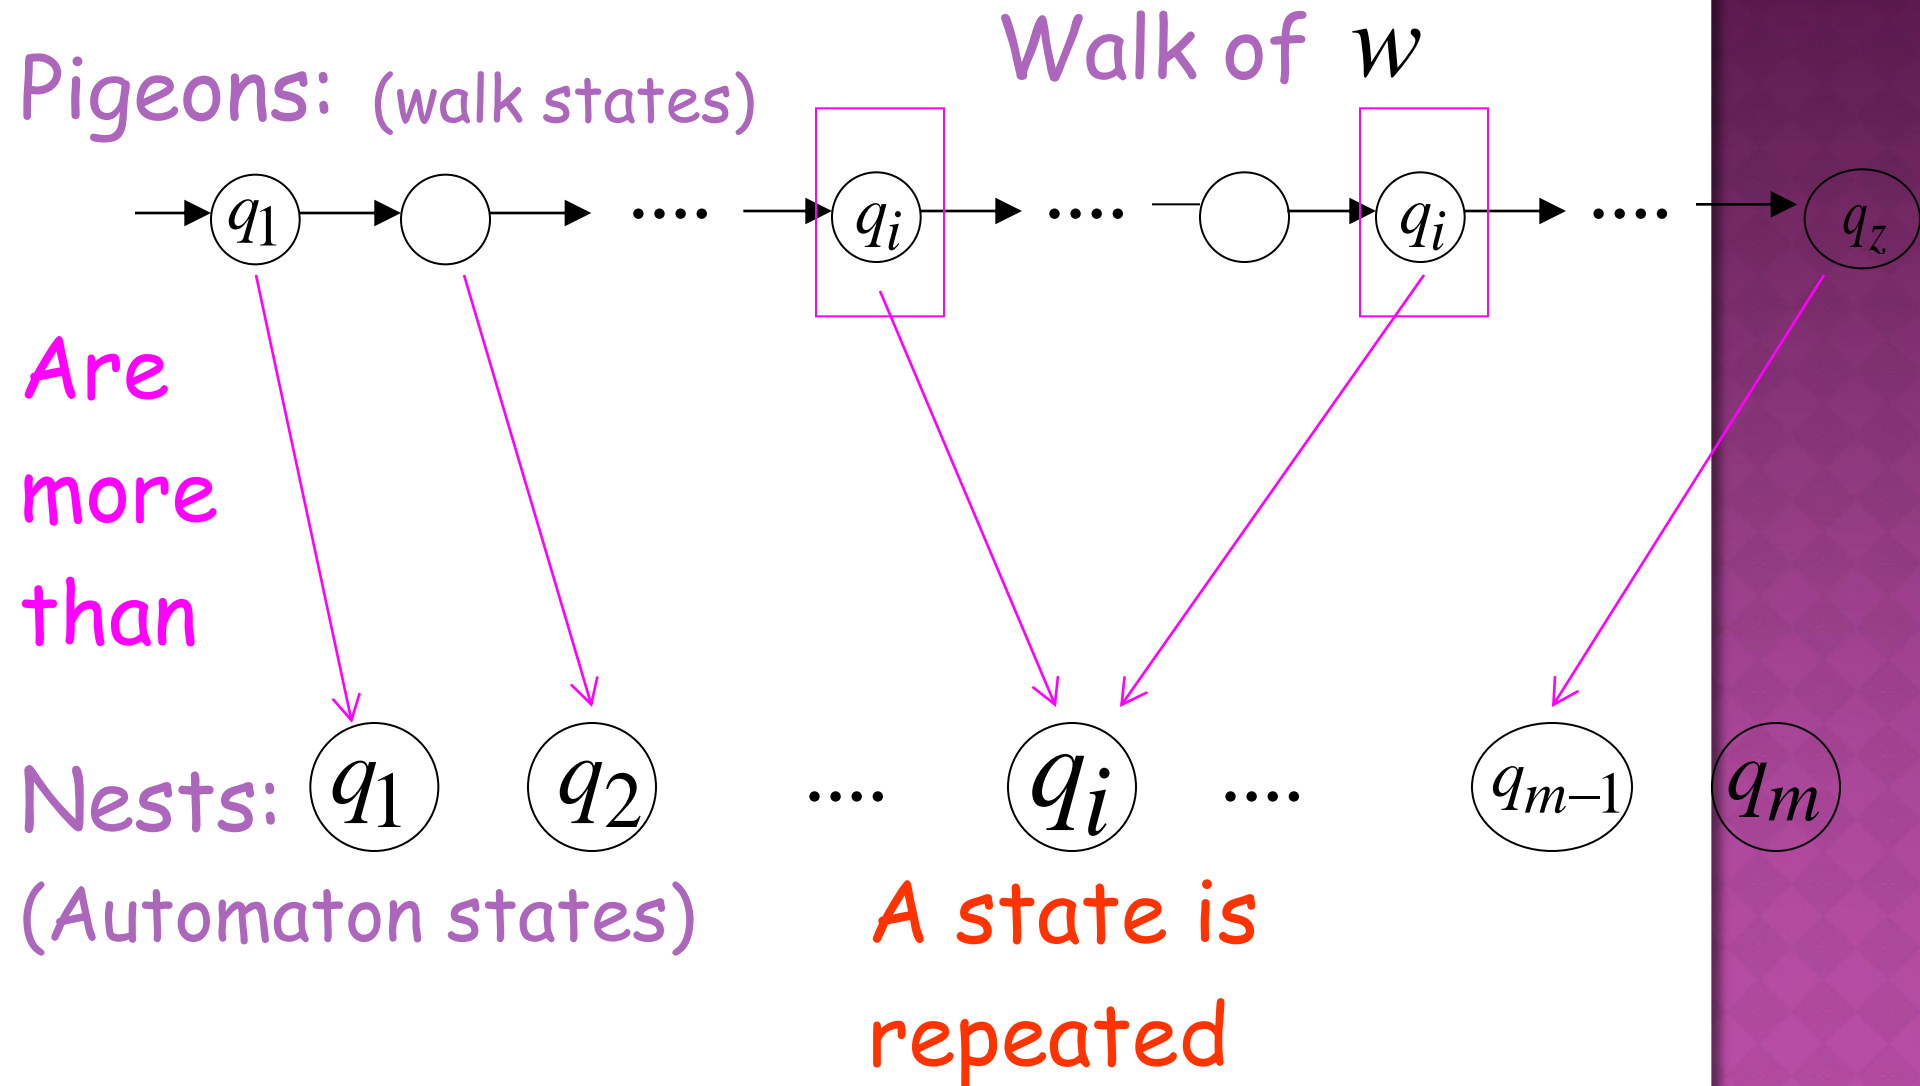 Walk of w
Pigeons: (walk states)
q₁ .... qᵢ .... qᵢ .... q_z
Are
more
than
Nests: q₁ q₂ .... qᵢ .... qₘ₋₁ qₘ
(Automaton states)
A state is
repeated